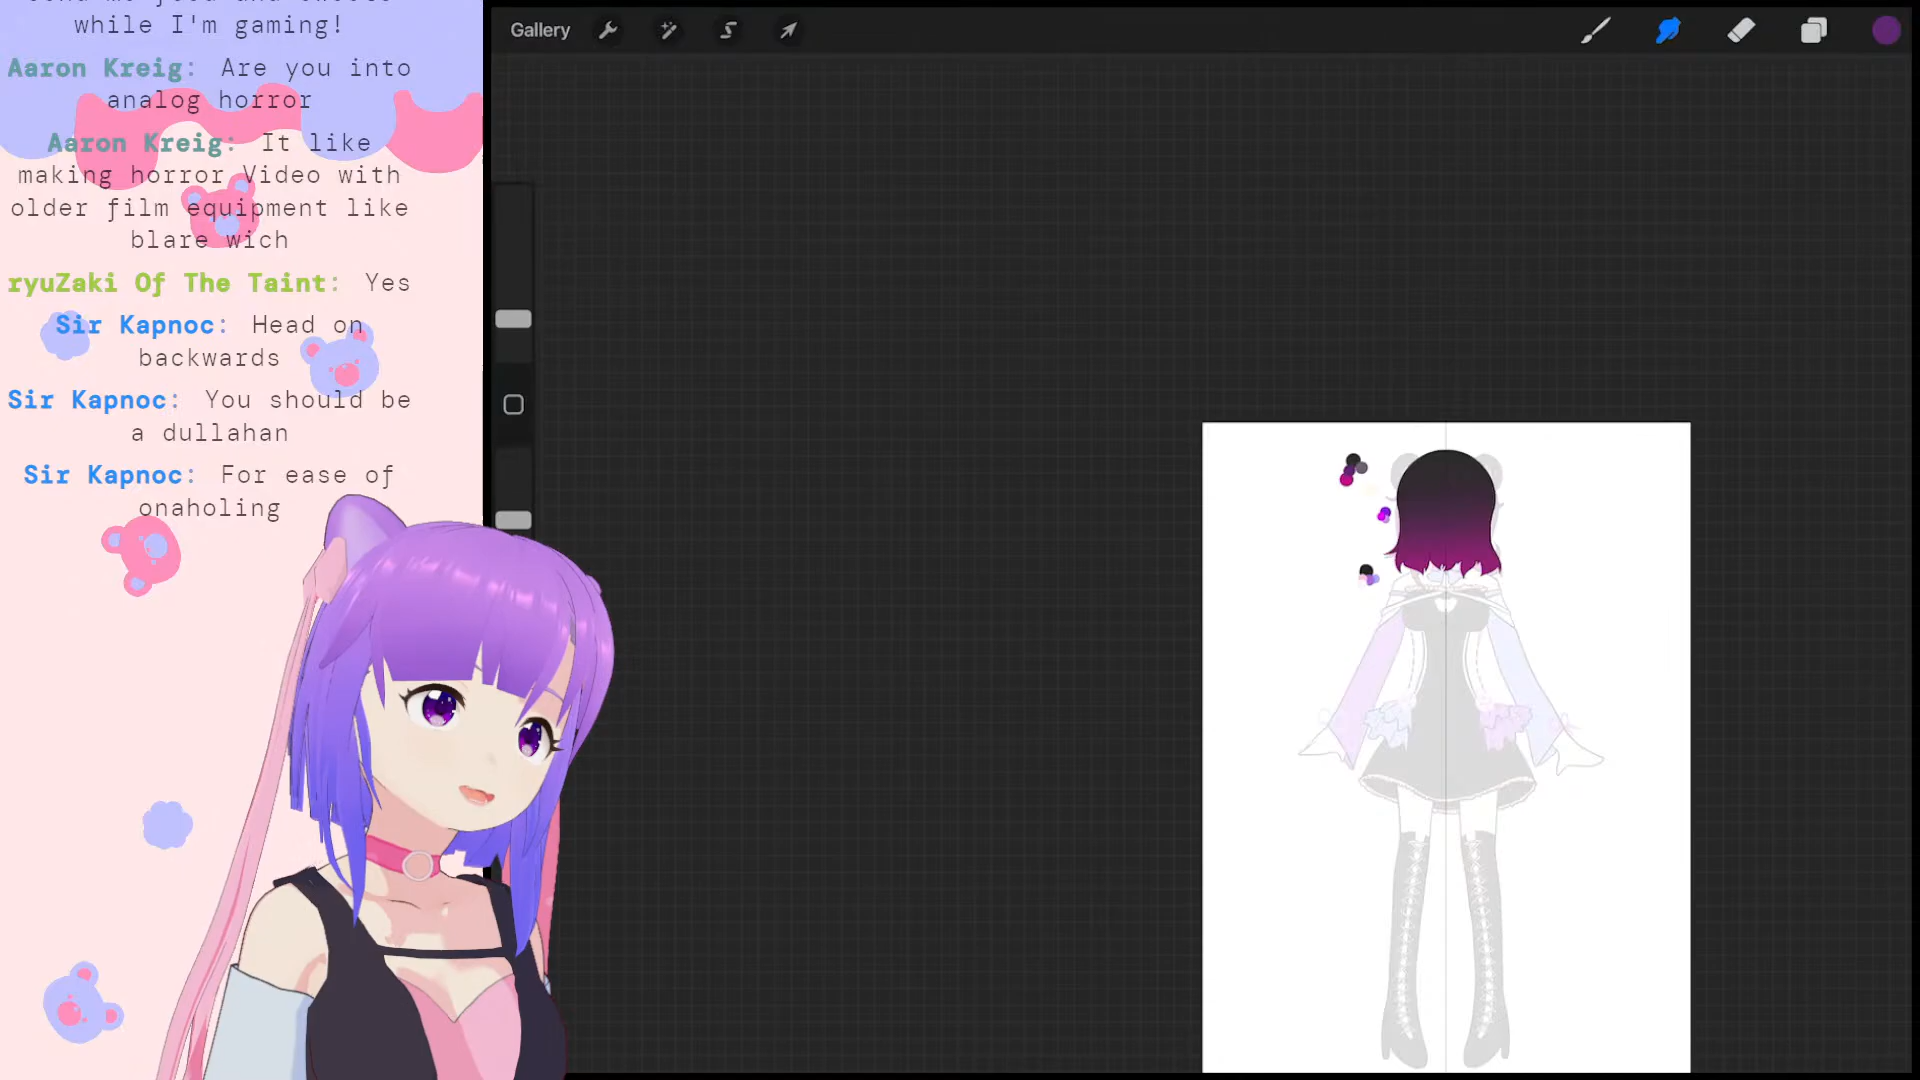 while I'm gaming!
Aaron Kreig: Are you into
analog horror
Aaron Kreig: It like
making horror Video with
older film equipment like
blare wich
ryuZaki Of The Taint: Yes
Sir Kapnoc: Head on
backwards
Sir Kapnoc: You should be
a dullahan
Sir Kapnoc: For ease of
onaholing
Gallery